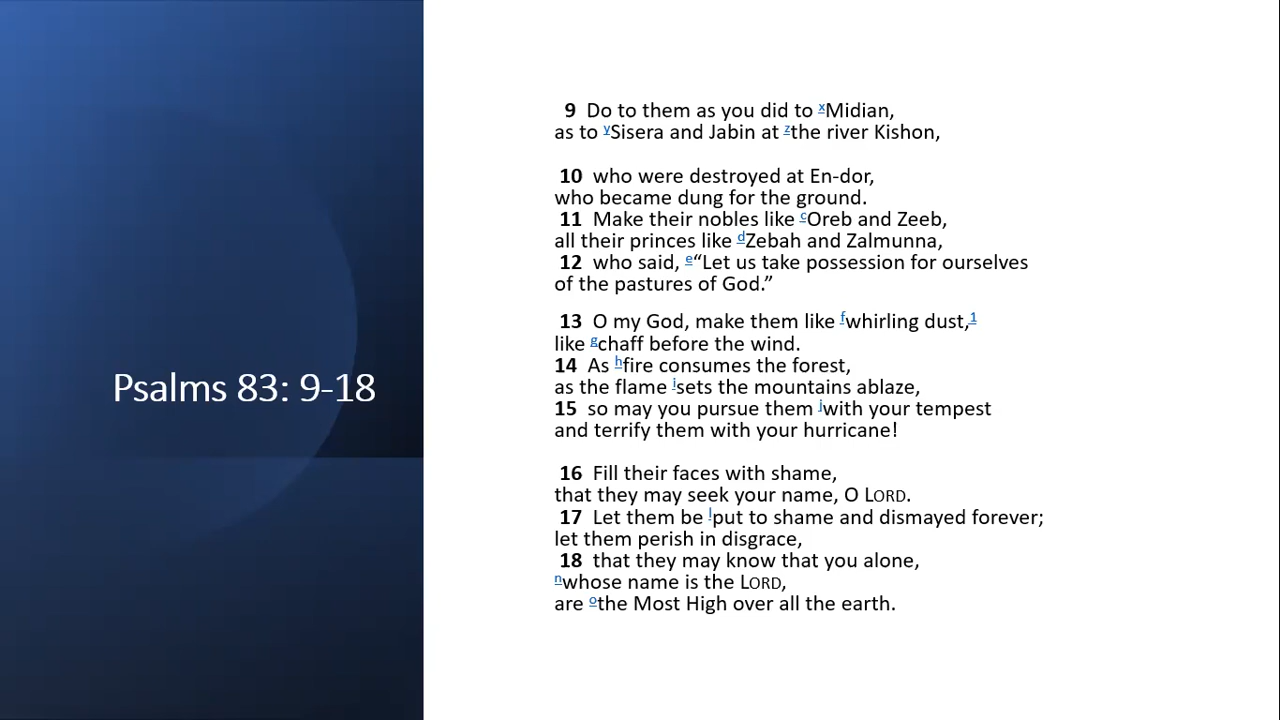 Psalms 83: 9-18
9 Do to them as you did to xMidian,
as to ySisera and Jabin at zthe river Kishon,
10 who were destroyed at En-dor,
who became dung for the ground.
11 Make their nobles like cOreb and Zeeb,
all their princes like dZebah and Zalmunna,
12 who said, e“Let us take possession for ourselves
of the pastures of God.”
13 O my God, make them like fwhirling dust,1
like gchaff before the wind.
14 As hfire consumes the forest,
as the flame isets the mountains ablaze,
15 so may you pursue them jwith your tempest
and terrify them with your hurricane!
16 Fill their faces with shame,
that they may seek your name, O LORD.
17 Let them be lput to shame and dismayed forever;
let them perish in disgrace,
18 that they may know that you alone,
nwhose name is the LORD,
are othe Most High over all the earth.